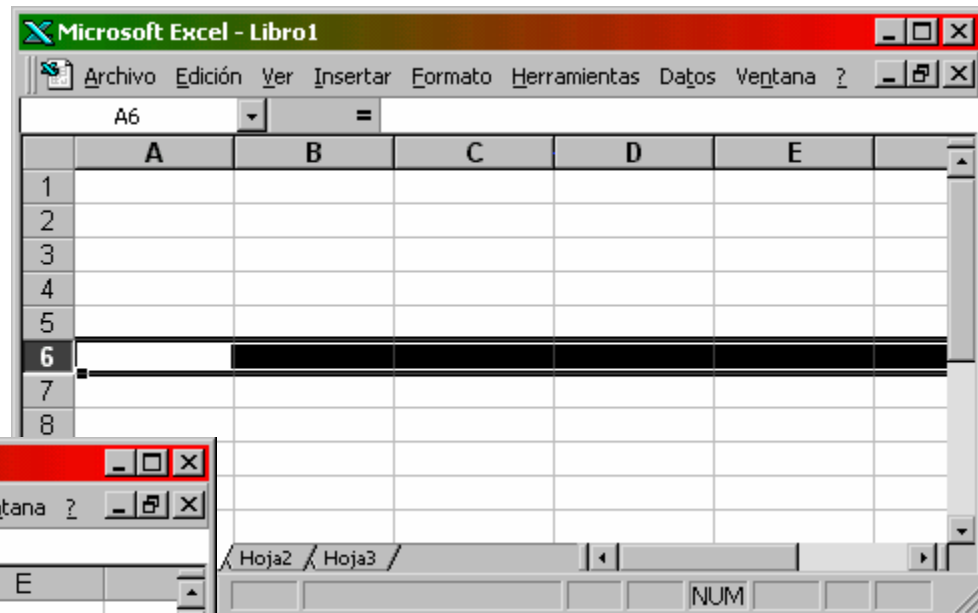 Microsoft Excel - Libro1
Archivo Edición Ver Insertar Formato Herramientas Datos Ventana ?
A6 =
A B C D E
1
2
3
4
5
6
7
8
tana ?
E
Hoja2 Hoja3
NUM